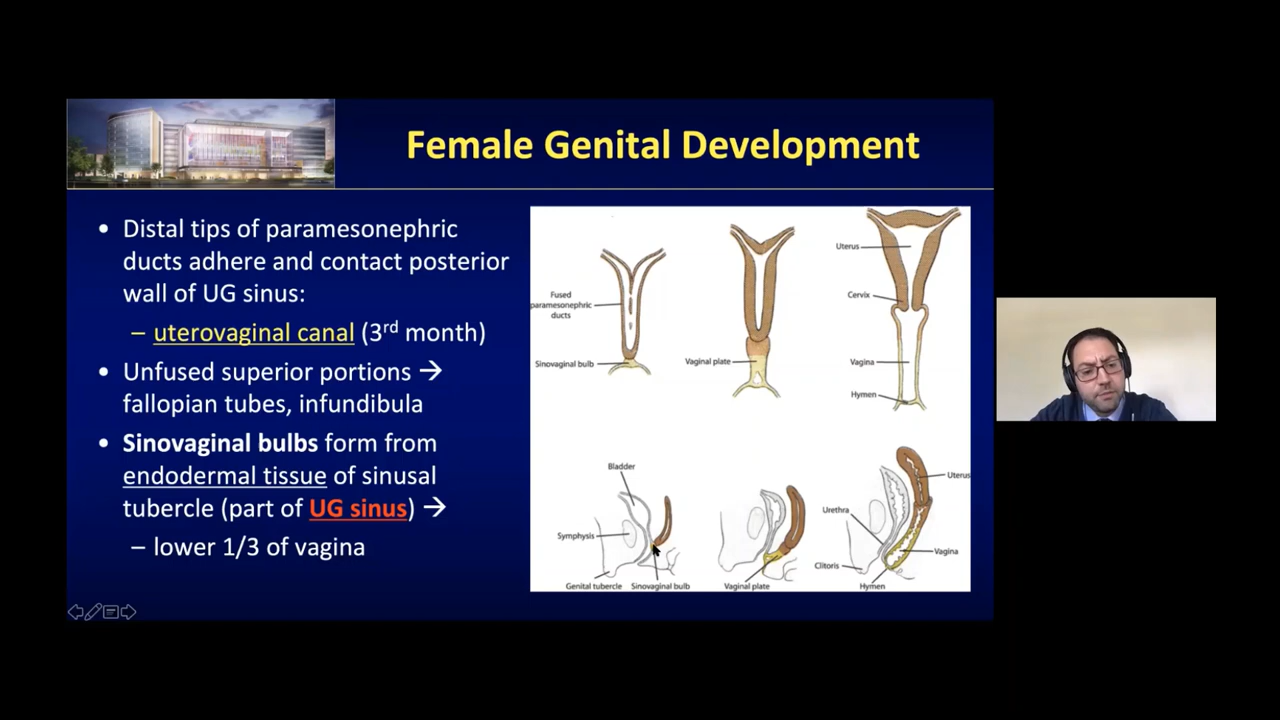 Female Genital Development
• Distal tips of paramesonephric
ducts adhere and contact posterior
wall of UG sinus:
– uterovaginal canal (3rd month)
• Unfused superior portions →
fallopian tubes, infundibula
• Sinovaginal bulbs form from
endodermal tissue of sinusal
tubercle (part of UG sinus) →
– lower 1/3 of vagina
Fused
paramesonephric
ducts
Sinovaginal bulb
Vaginal plate
Uterus
Cervix
Vagina
Hymen
Bladder
Symphysis
Genital tubercle
Sinovaginal bulb
Vaginal plate
Uterus
Urethra
Vagina
Clitoris
Hymen